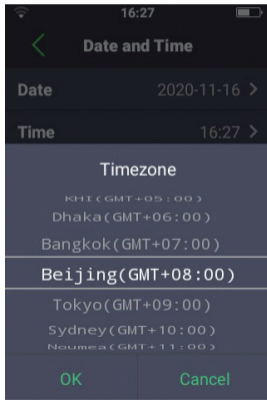 16:27
Date and Time
Date 2020-11-16 >
Time 16:27 >
Timezone
KHI(GMT+05:00)
Dhaka(GMT+06:00)
Bangkok(GMT+07:00)
Beijing(GMT+08:00)
Tokyo(GMT+09:00)
Sydney(GMT+10:00)
Noumea(GMT+11:00)
OK Cancel